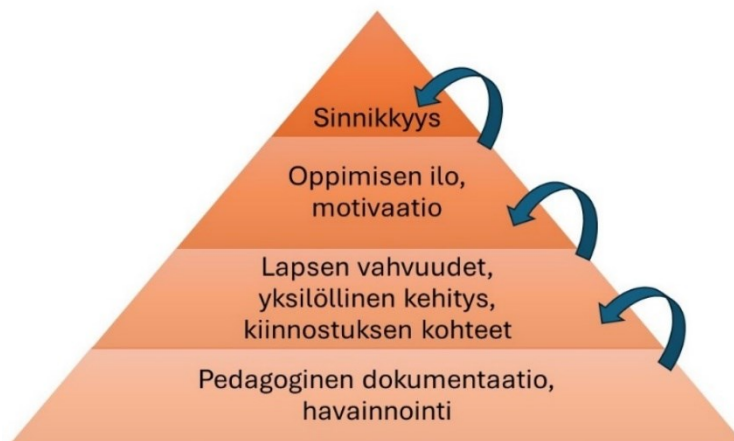 Sinnikkyys
Oppimisen ilo,
motivaatio
Lapsen vahvuudet,
yksilöllinen kehitys,
kiinnostuksen kohteet
Pedagoginen dokumentaatio,
havainnointi